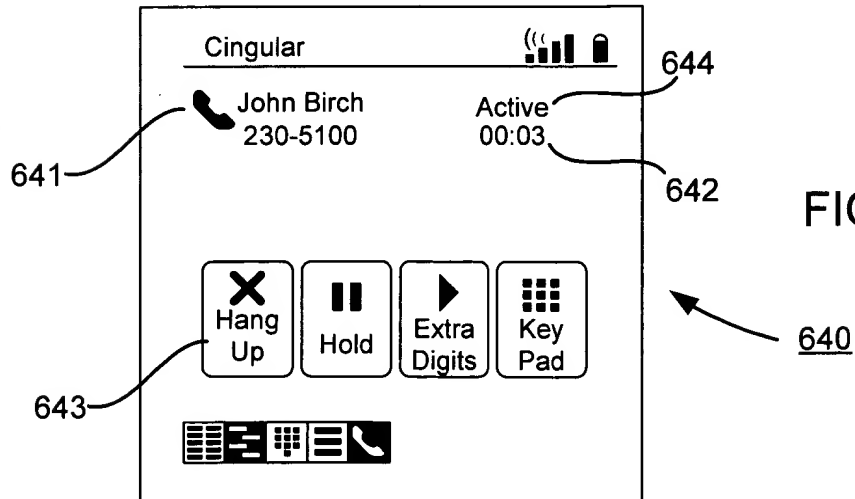 Cingular
644
John Birch Active
230-5100 00:03
641
642
FIG
Hang Up
Hold
Extra Digits
Key Pad
640
643